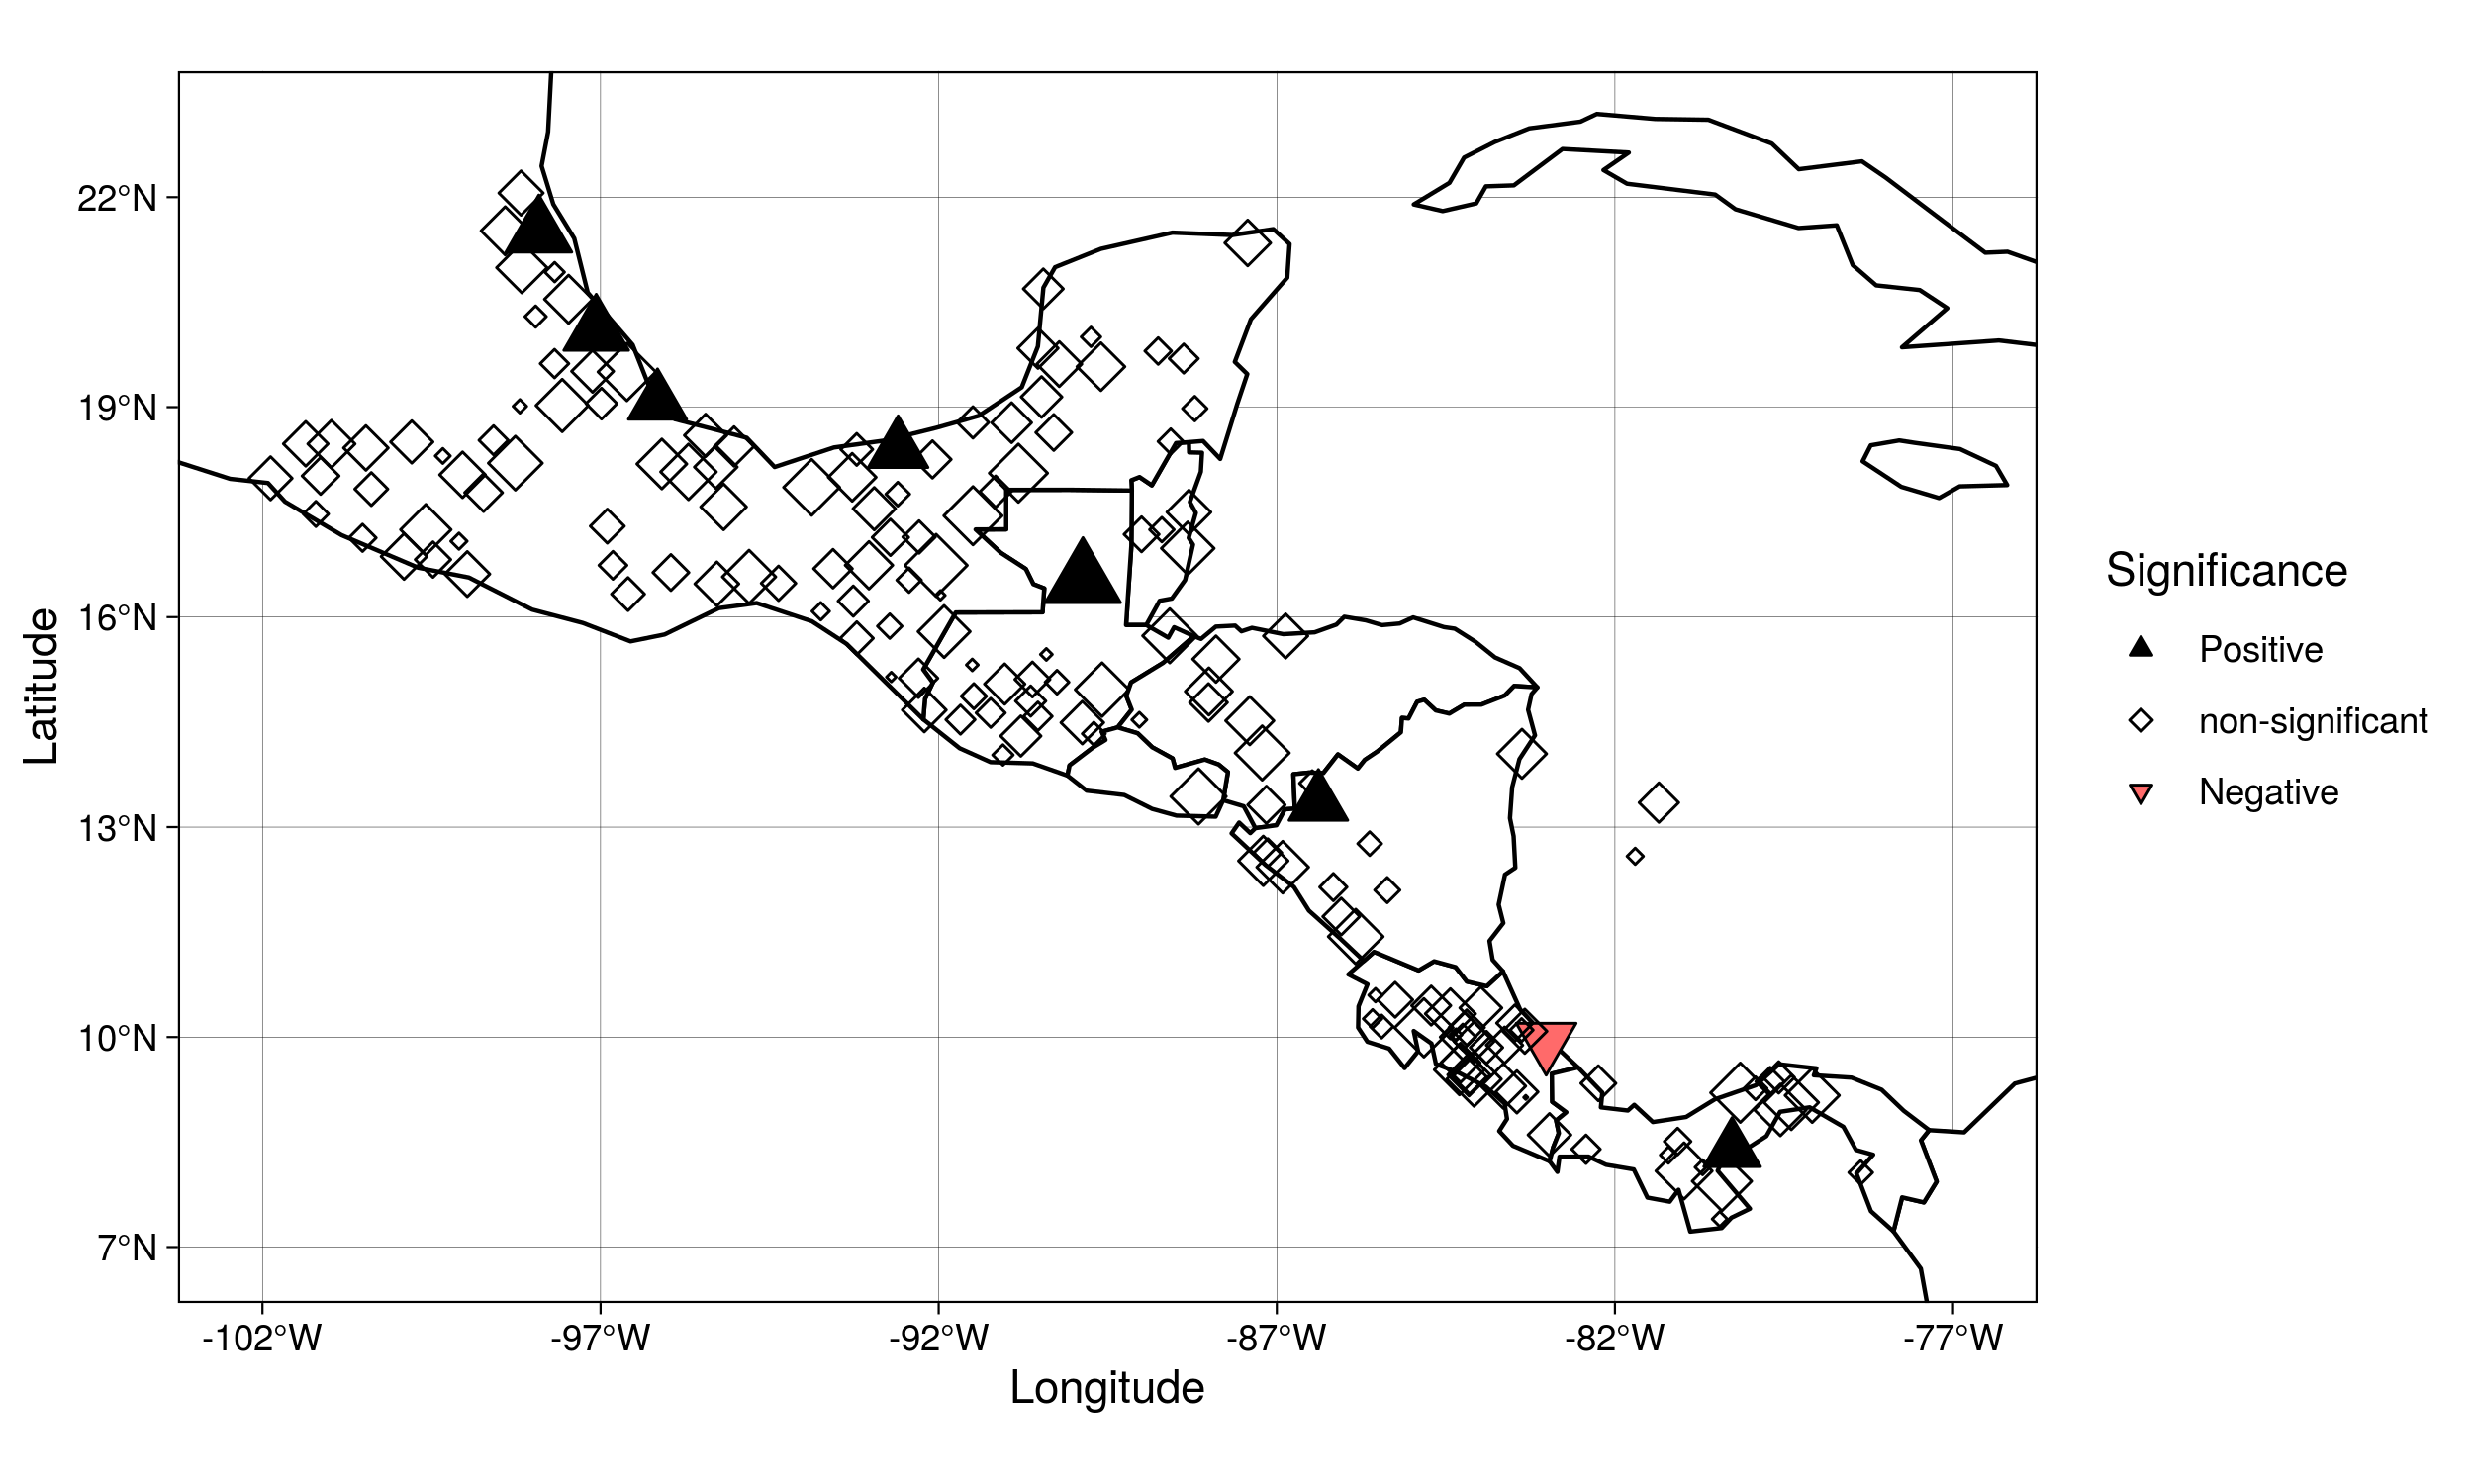 22°N
19°N
16°N
13°N
10°N
7°N
Latitude
-102°W
-97°W
-92°W
-87°W
-82°W
-77°W
Longitude
Significance
Positive
non-significant
Negative